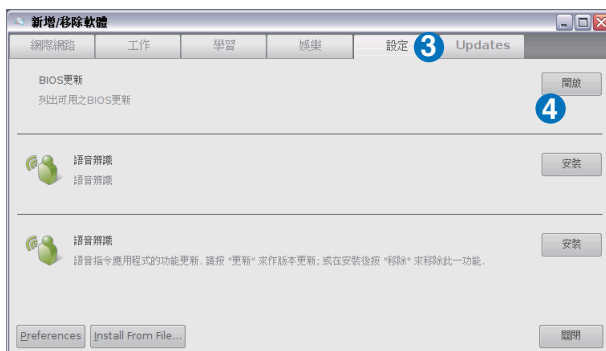 新增/移除軟體
網際網路 工作 學習 娛樂 設定 3 Updates
BIOS更新 開啟
列出可用之BIOS更新
4
語音辨識 安裝
語音辨識
語音辨識 安裝
語音指令應用程式的功能更新. 請按 "更新" 來作版本更新; 或在安裝後按 "移除" 來移除此一功能.
Preferences Install From File... 關閉